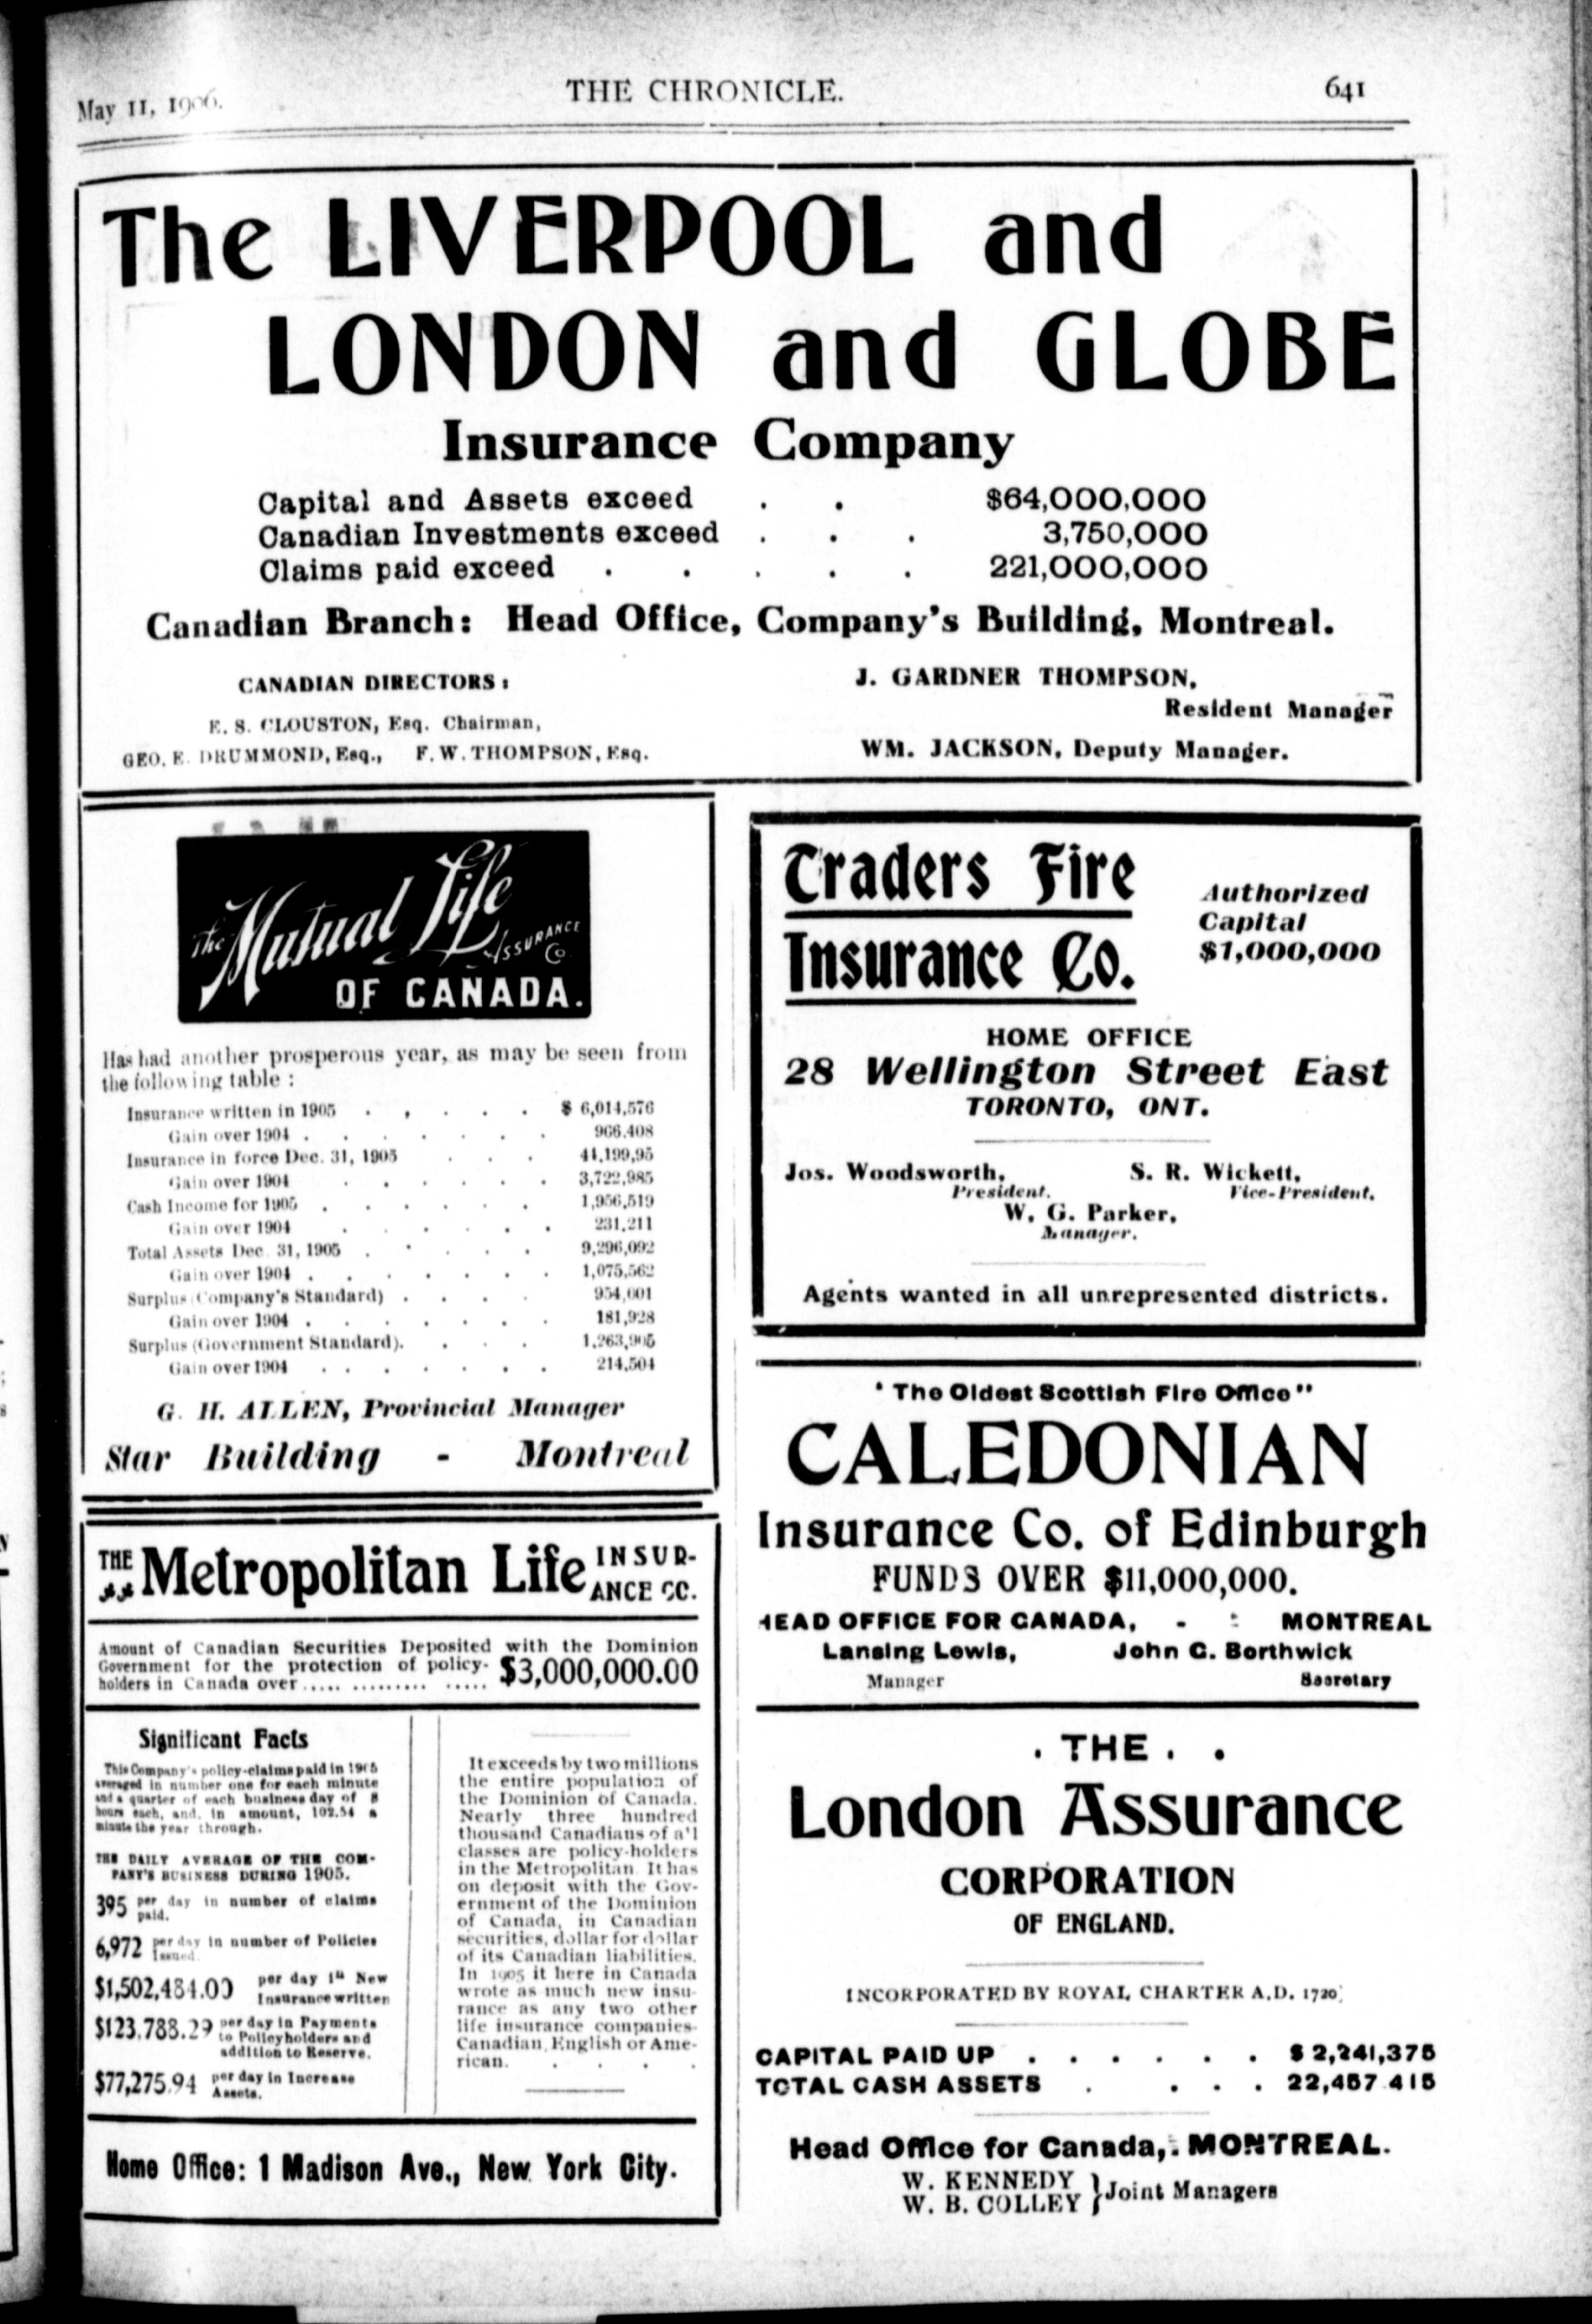 May 11, 1906.
THE CHRONICLE.
641
The LIVERPOOL and
LONDON and GLOBE
Insurance Company
Capital and Assets exceed . . $64,000,000
Canadian Investments exceed . . . 3,750,000
Claims paid exceed . . . . . 221,000,000
Canadian Branch: Head Office, Company's Building, Montreal.
CANADIAN DIRECTORS:
E. S. CLOUSTON, Esq. Chairman,
GEO. E. DRUMMOND, Esq., F. W. THOMPSON, Esq.
J. GARDNER THOMPSON,
Resident Manager
WM. JACKSON, Deputy Manager.
The Mutual Life
ASSURANCE
Co
OF CANADA.
Has had another prosperous year, as may be seen from
the following table :
Insurance written in 1905 . . . . . $ 6,014,576
Gain over 1904 . . . . . . . 966,408
Insurance in force Dec. 31, 1905 . . . 44,199,95
Gain over 1904 . . . . . . 3,722,985
Cash Income for 1905 . . . . . . 1,956,519
Gain over 1904 . . . . . . 231,211
Total Assets Dec. 31, 1905 . . . . . 9,296,092
Gain over 1904 . . . . . . . 1,075,562
Surplus (Company's Standard) . . . . 954,001
Gain over 1904 . . . . . . . 181,928
Surplus (Government Standard). . . . 1,263,905
Gain over 1904 . . . . . . . 214,504
G. H. ALLEN, Provincial Manager
Star Building - Montreal
THE Metropolitan Life INSUR-
ANCE CO.
Amount of Canadian Securities Deposited with the Dominion
Government for the protection of policy-
holders in Canada over ..... ......... ..... $3,000,000.00
Significant Facts
This Company's policy-claims paid in 1905
averaged in number one for each minute
and a quarter of each business day of 8
hours each, and, in amount, 102.54 a
minute the year through.
THE DAILY AVERAGE OF THE COM-
PANY'S BUSINESS DURING 1905.
395 per day in number of claims
paid.
6,972 per day in number of Policies
Issued.
$1,502,484.00 per day in New
Insurance written
$123,788.29 per day in Payments
to Policyholders and
addition to Reserve.
$77,275.94 per day in Increase
Assets.
It exceeds by two millions
the entire population of
the Dominion of Canada.
Nearly three hundred
thousand Canadians of a'l
classes are policy-holders
in the Metropolitan. It has
on deposit with the Gov-
ernment of the Dominion
of Canada, in Canadian
securities, dollar for dollar
of its Canadian liabilities.
In 1905 it here in Canada
wrote as much new insu-
rance as any two other
life insurance companies-
Canadian, English or Ame-
rican. . . . .
Home Office: 1 Madison Ave., New York City.
Traders Fire
Insurance Co.
Authorized
Capital
$1,000,000
HOME OFFICE
28 Wellington Street East
TORONTO, ONT.
Jos. Woodsworth, S. R. Wickett,
President. Vice-President.
W. G. Parker,
Manager.
Agents wanted in all unrepresented districts.
' The Oldest Scottish Fire Office"
CALEDONIAN
Insurance Co. of Edinburgh
FUNDS OVER $11,000,000.
HEAD OFFICE FOR CANADA, - : MONTREAL
Lansing Lewis, John G. Borthwick
Manager Secretary
. THE . .
London Assurance
CORPORATION
OF ENGLAND.
INCORPORATED BY ROYAL CHARTER A.D. 1720
CAPITAL PAID UP . . . . . . $ 2,241,375
TOTAL CASH ASSETS . . . . 22,457 415
Head Office for Canada,. MONTREAL.
W. KENNEDY
W. B. COLLEY } Joint Managers